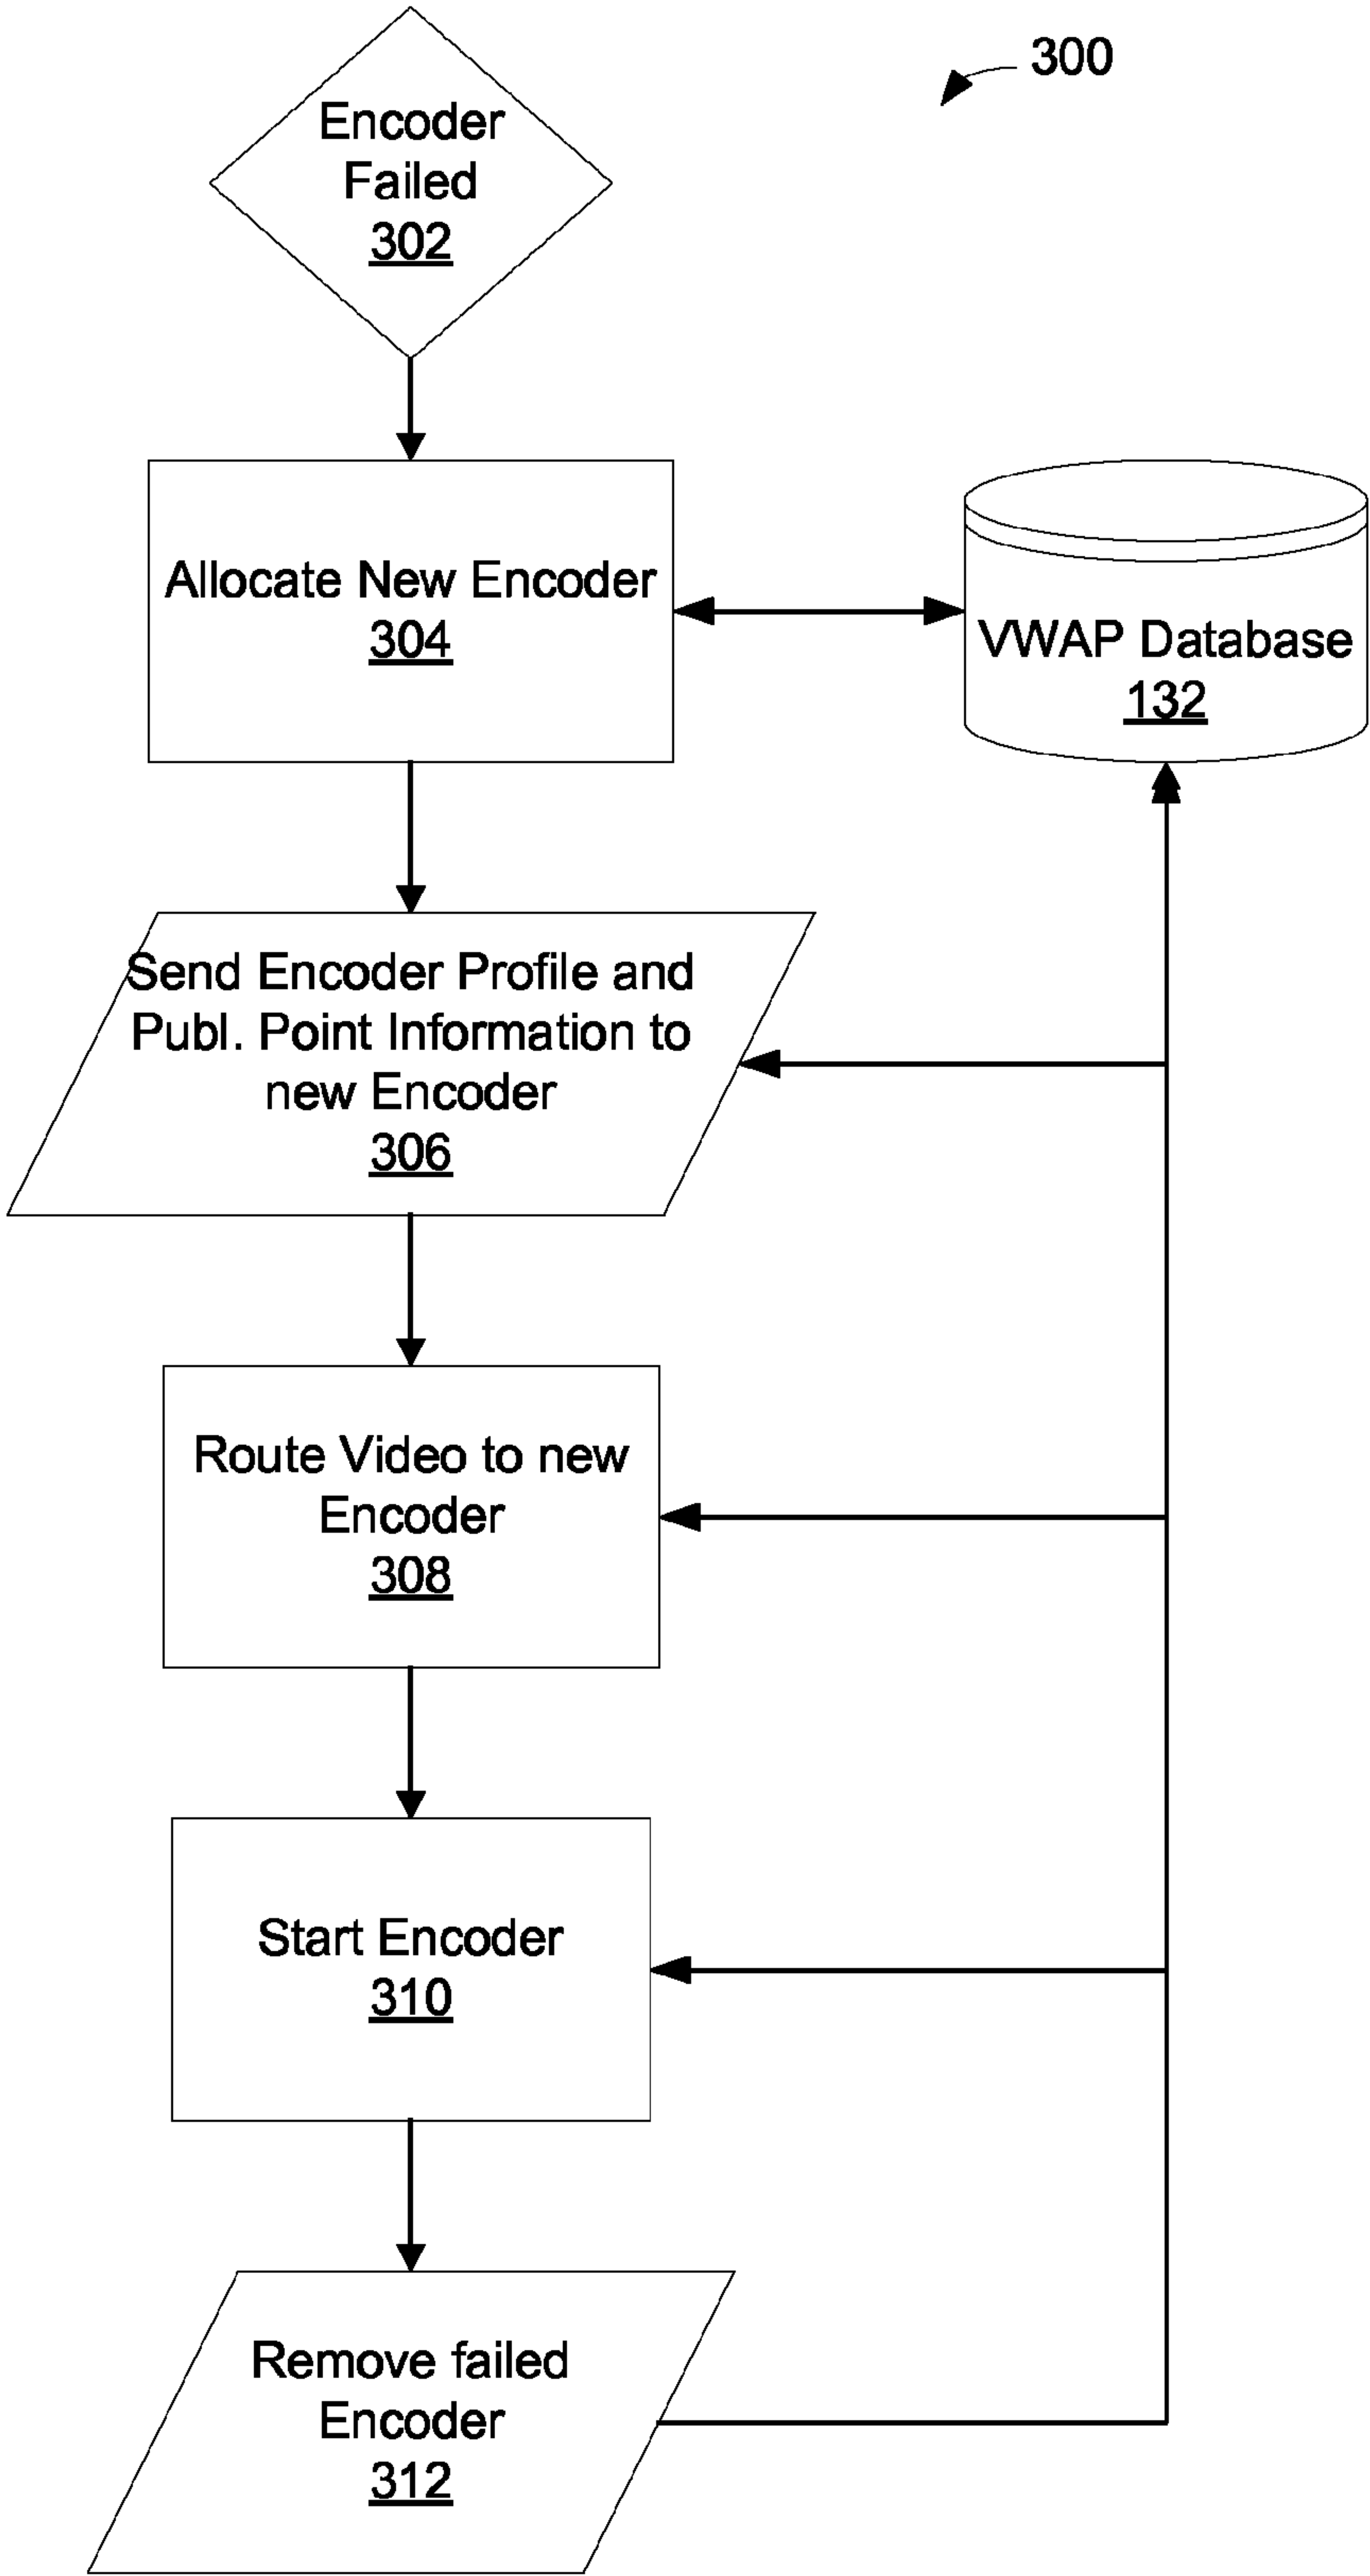 300
Encoder
Failed
302
Allocate New Encoder
304
VWAP Database
132
Send Encoder Profile and
Publ. Point Information to
new Encoder
306
Route Video to new
Encoder
308
Start Encoder
310
Remove failed
Encoder
312